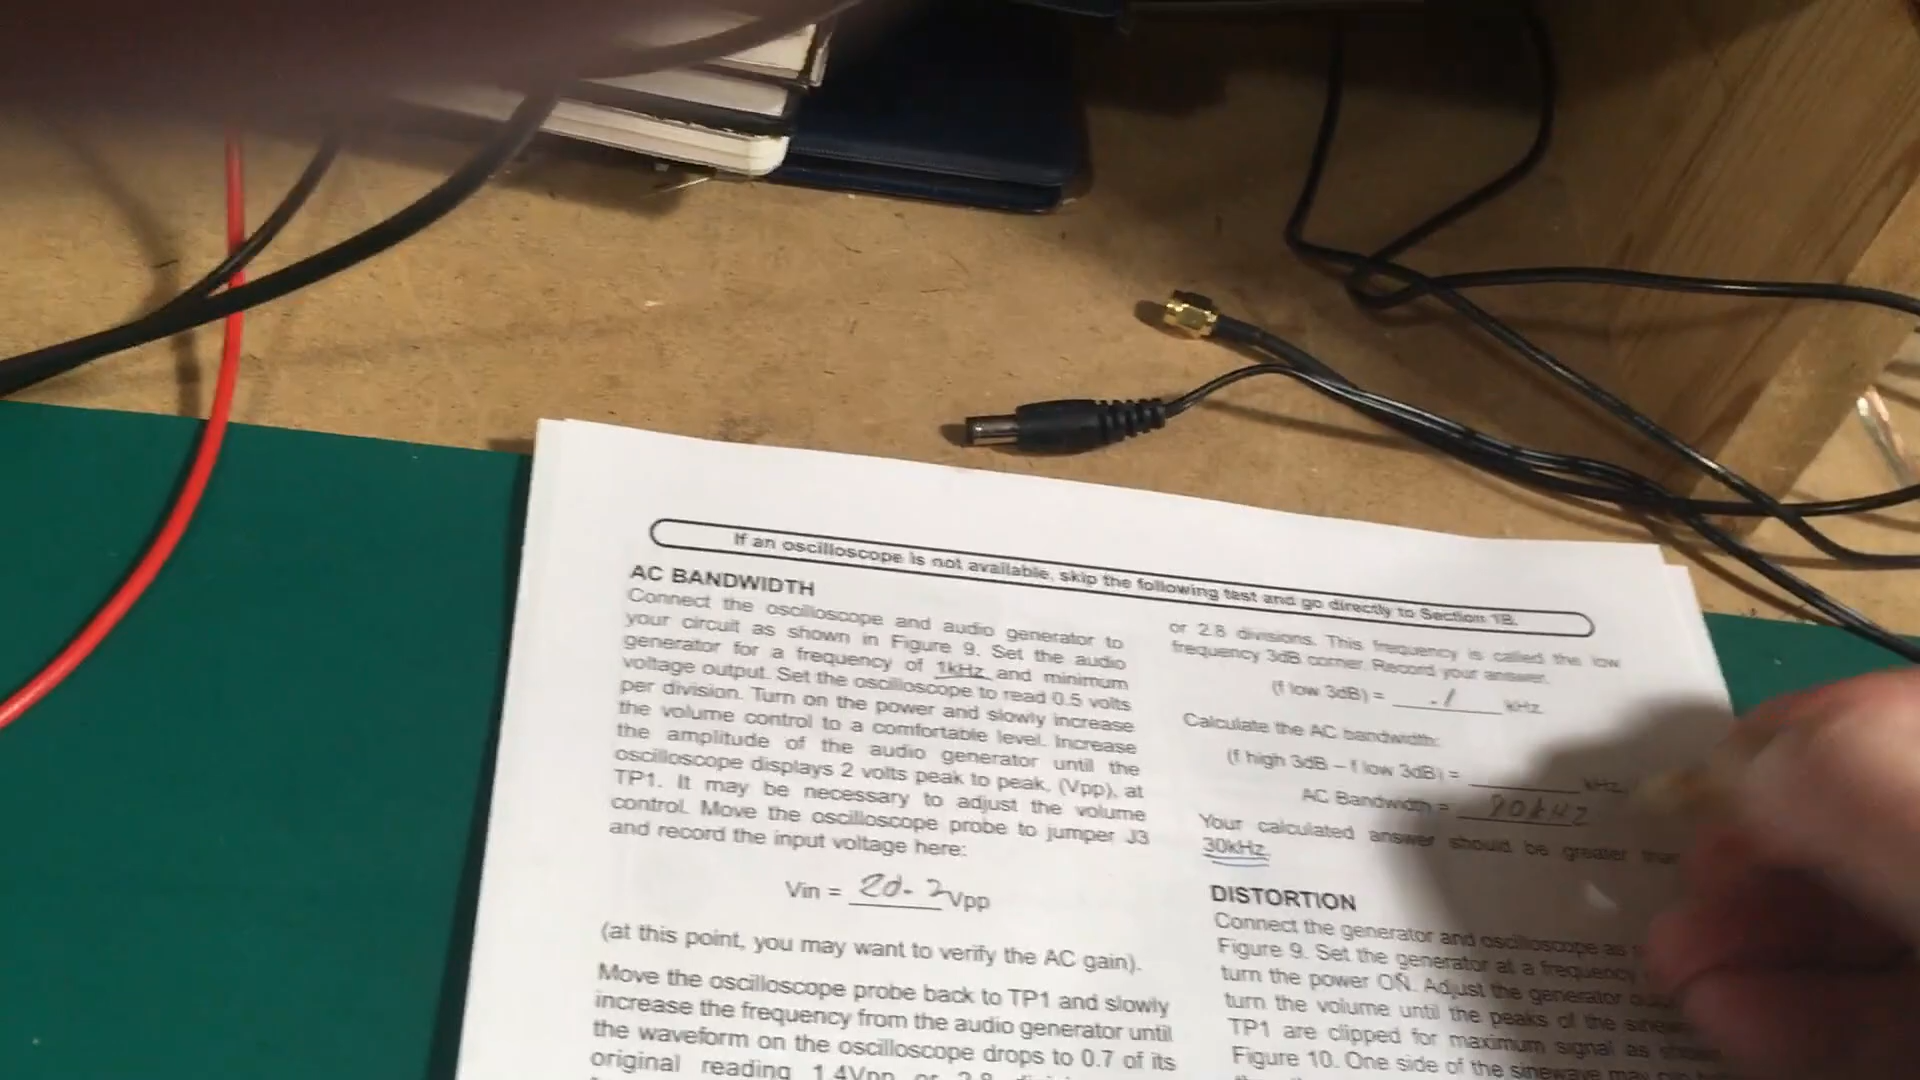 If an oscilloscope is not available, skip the following test and go directly to Section 1B.
AC BANDWIDTH
Connect the oscilloscope and audio generator to
your circuit as shown in Figure 9. Set the audio
generator for a frequency of 1kHz and minimum
voltage output. Set the oscilloscope to read 0.5 volts
per division. Turn on the power and slowly increase
the volume control to a comfortable level. Increase
the amplitude of the audio generator until the
oscilloscope displays 2 volts peak to peak, (Vpp), at
TP1. It may be necessary to adjust the volume
control. Move the oscilloscope probe to jumper J3
and record the input voltage here:
Vin = Vpp
(at this point, you may want to verify the AC gain).
Move the oscilloscope probe back to TP1 and slowly
increase the frequency from the audio generator until
the waveform on the oscilloscope drops to 0.7 of its
original reading 1.4Vpp or 2.8
or 2.8 divisions. This frequency is called the low
frequency 3dB corner. Record your answer.
(f low 3dB) = .1 kHz
Calculate the AC bandwidth:
(f high 3dB – f low 3dB) = kHz
AC Bandwidth =
Your calculated answer should be greater than
30kHz.
DISTORTION
Connect the generator and oscilloscope as
Figure 9. Set the generator at a frequency
turn the power ON. Adjust the generator
turn the volume until the peaks of the
TP1 are clipped for maximum signal as
Figure 10. One side of the sinewave may